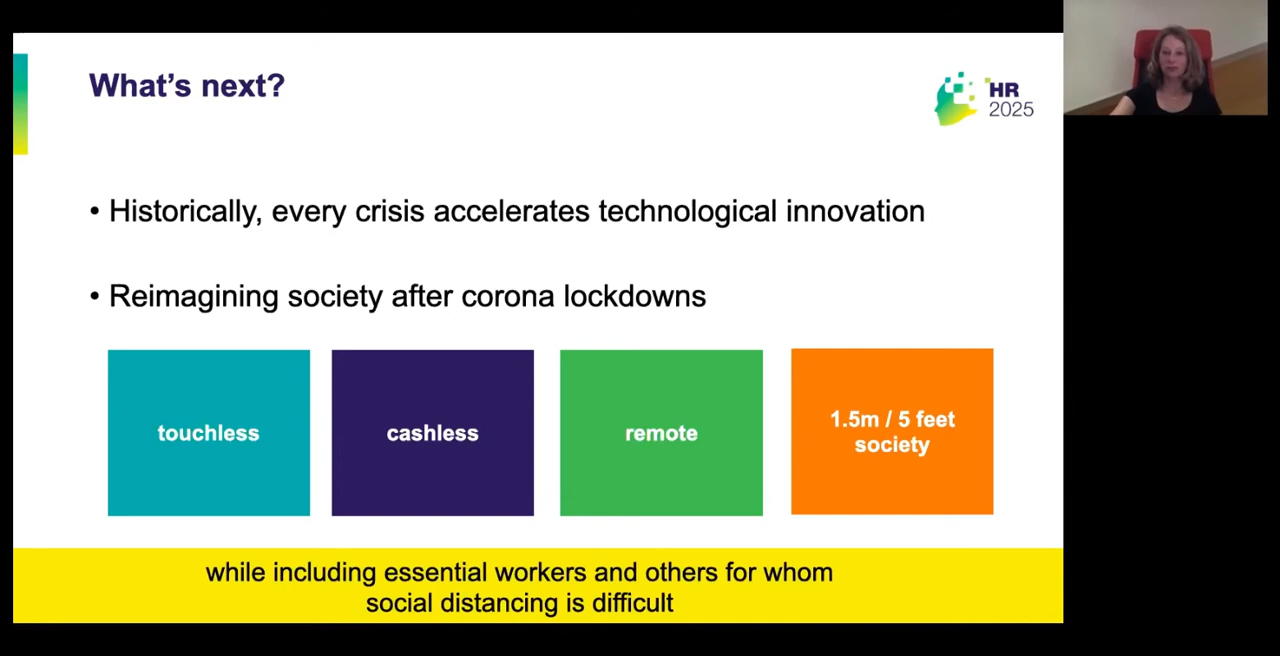 What's next?
HR
2025
• Historically, every crisis accelerates technological innovation
• Reimagining society after corona lockdowns
touchless
cashless
remote
1.5m / 5 feet
society
while including essential workers and others for whom
social distancing is difficult